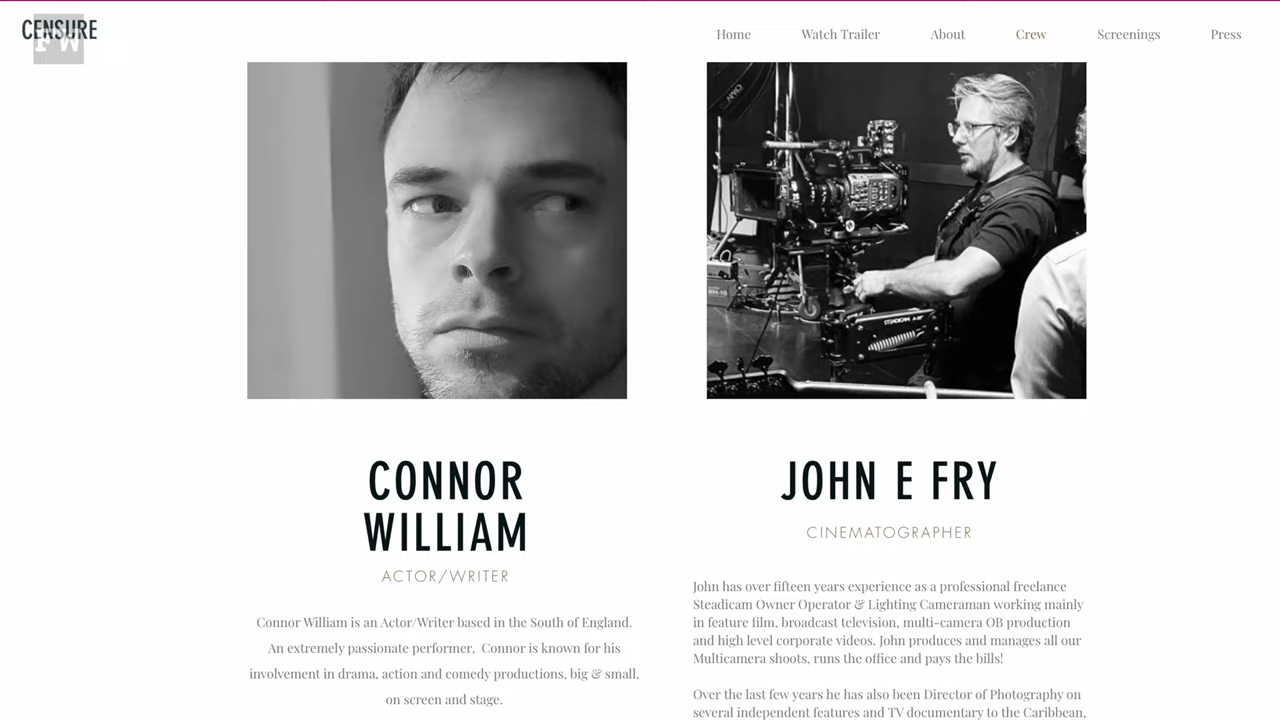 CENSURE
FW
Home Watch Trailer About Crew Screenings Press
STEADICAM
CONNOR
WILLIAM
ACTOR/WRITER
Connor William is an Actor/Writer based in the South of England.
An extremely passionate performer, Connor is known for his
involvement in drama, action and comedy productions, big & small,
on screen and stage.
JOHN E FRY
CINEMATOGRAPHER
John has over fifteen years experience as a professional freelance
Steadicam Owner Operator & Lighting Cameraman working mainly
in feature film, broadcast television, multi-camera OB production
and high level corporate videos. John produces and manages all our
Multicamera shoots, runs the office and pays the bills!
Over the last few years he has also been Director of Photography on
several independent features and TV documentary to the Caribbean,